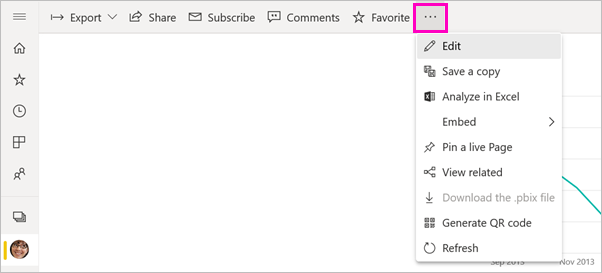 Export Share Subscribe Comments Favorite ...
Edit
Save a copy
Analyze in Excel
Embed
Pin a live Page
View related
Download the .pbix file
Generate QR code
Refresh
Sep 2013 Nov 2013